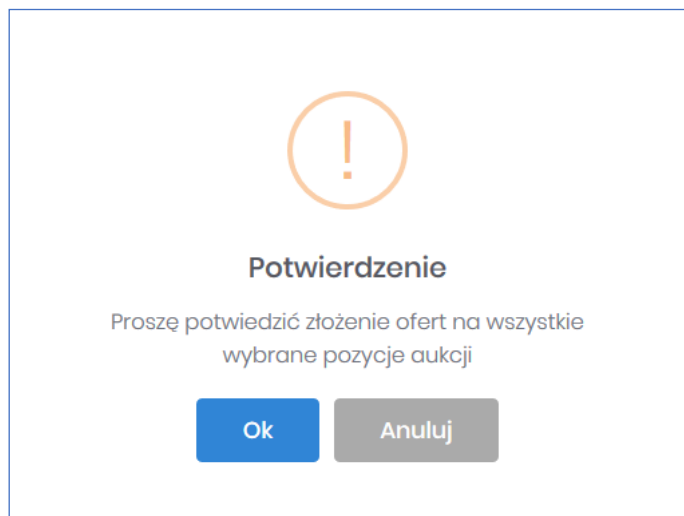 !
Potwierdzenie
Proszę potwiedzić złożenie ofert na wszystkie
wybrane pozycje aukcji
Ok Anuluj